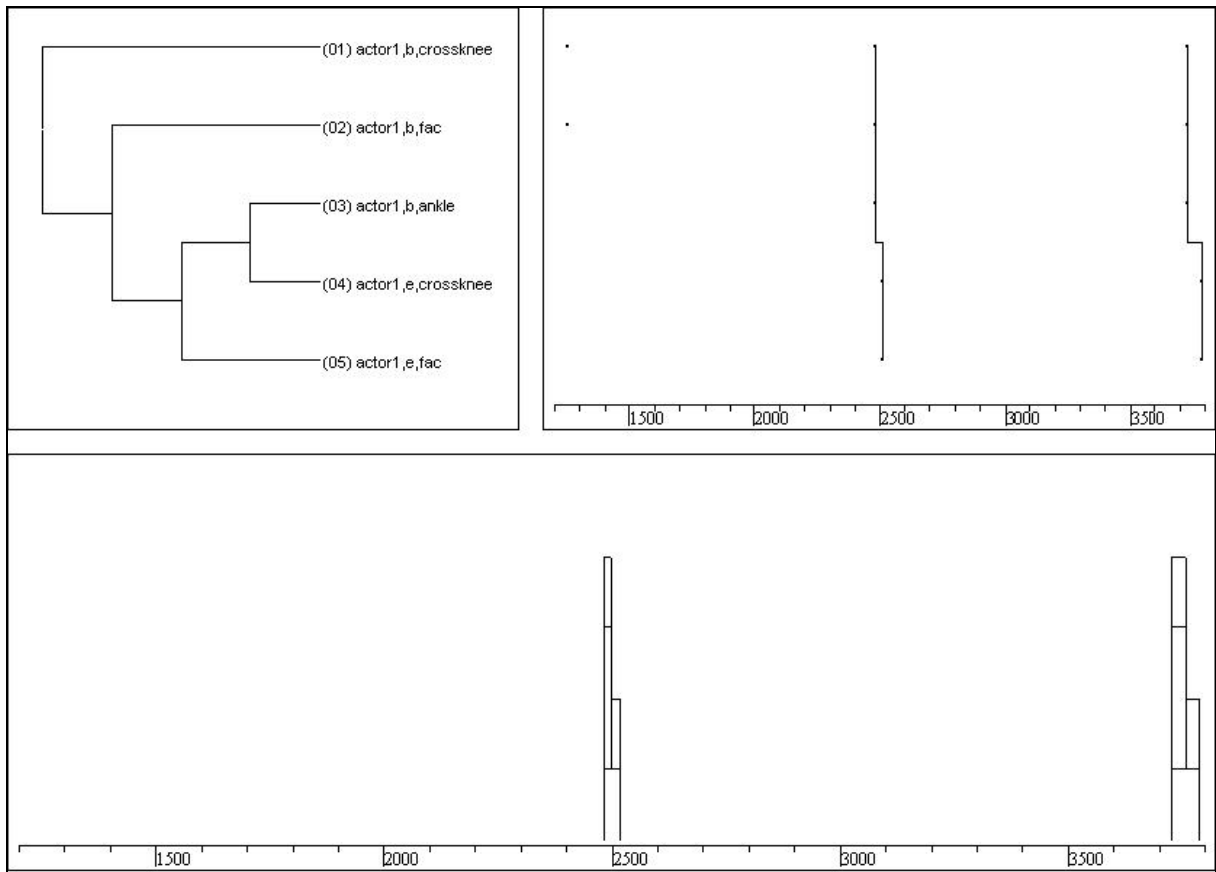 (01) actor1,b,crossknee
(02) actor1,b,fac
(03) actor1,b,ankle
(04) actor1,e,crossknee
(05) actor1,e,fac
1500 2000 2500 3000 3500
1500 2000 2500 3000 3500